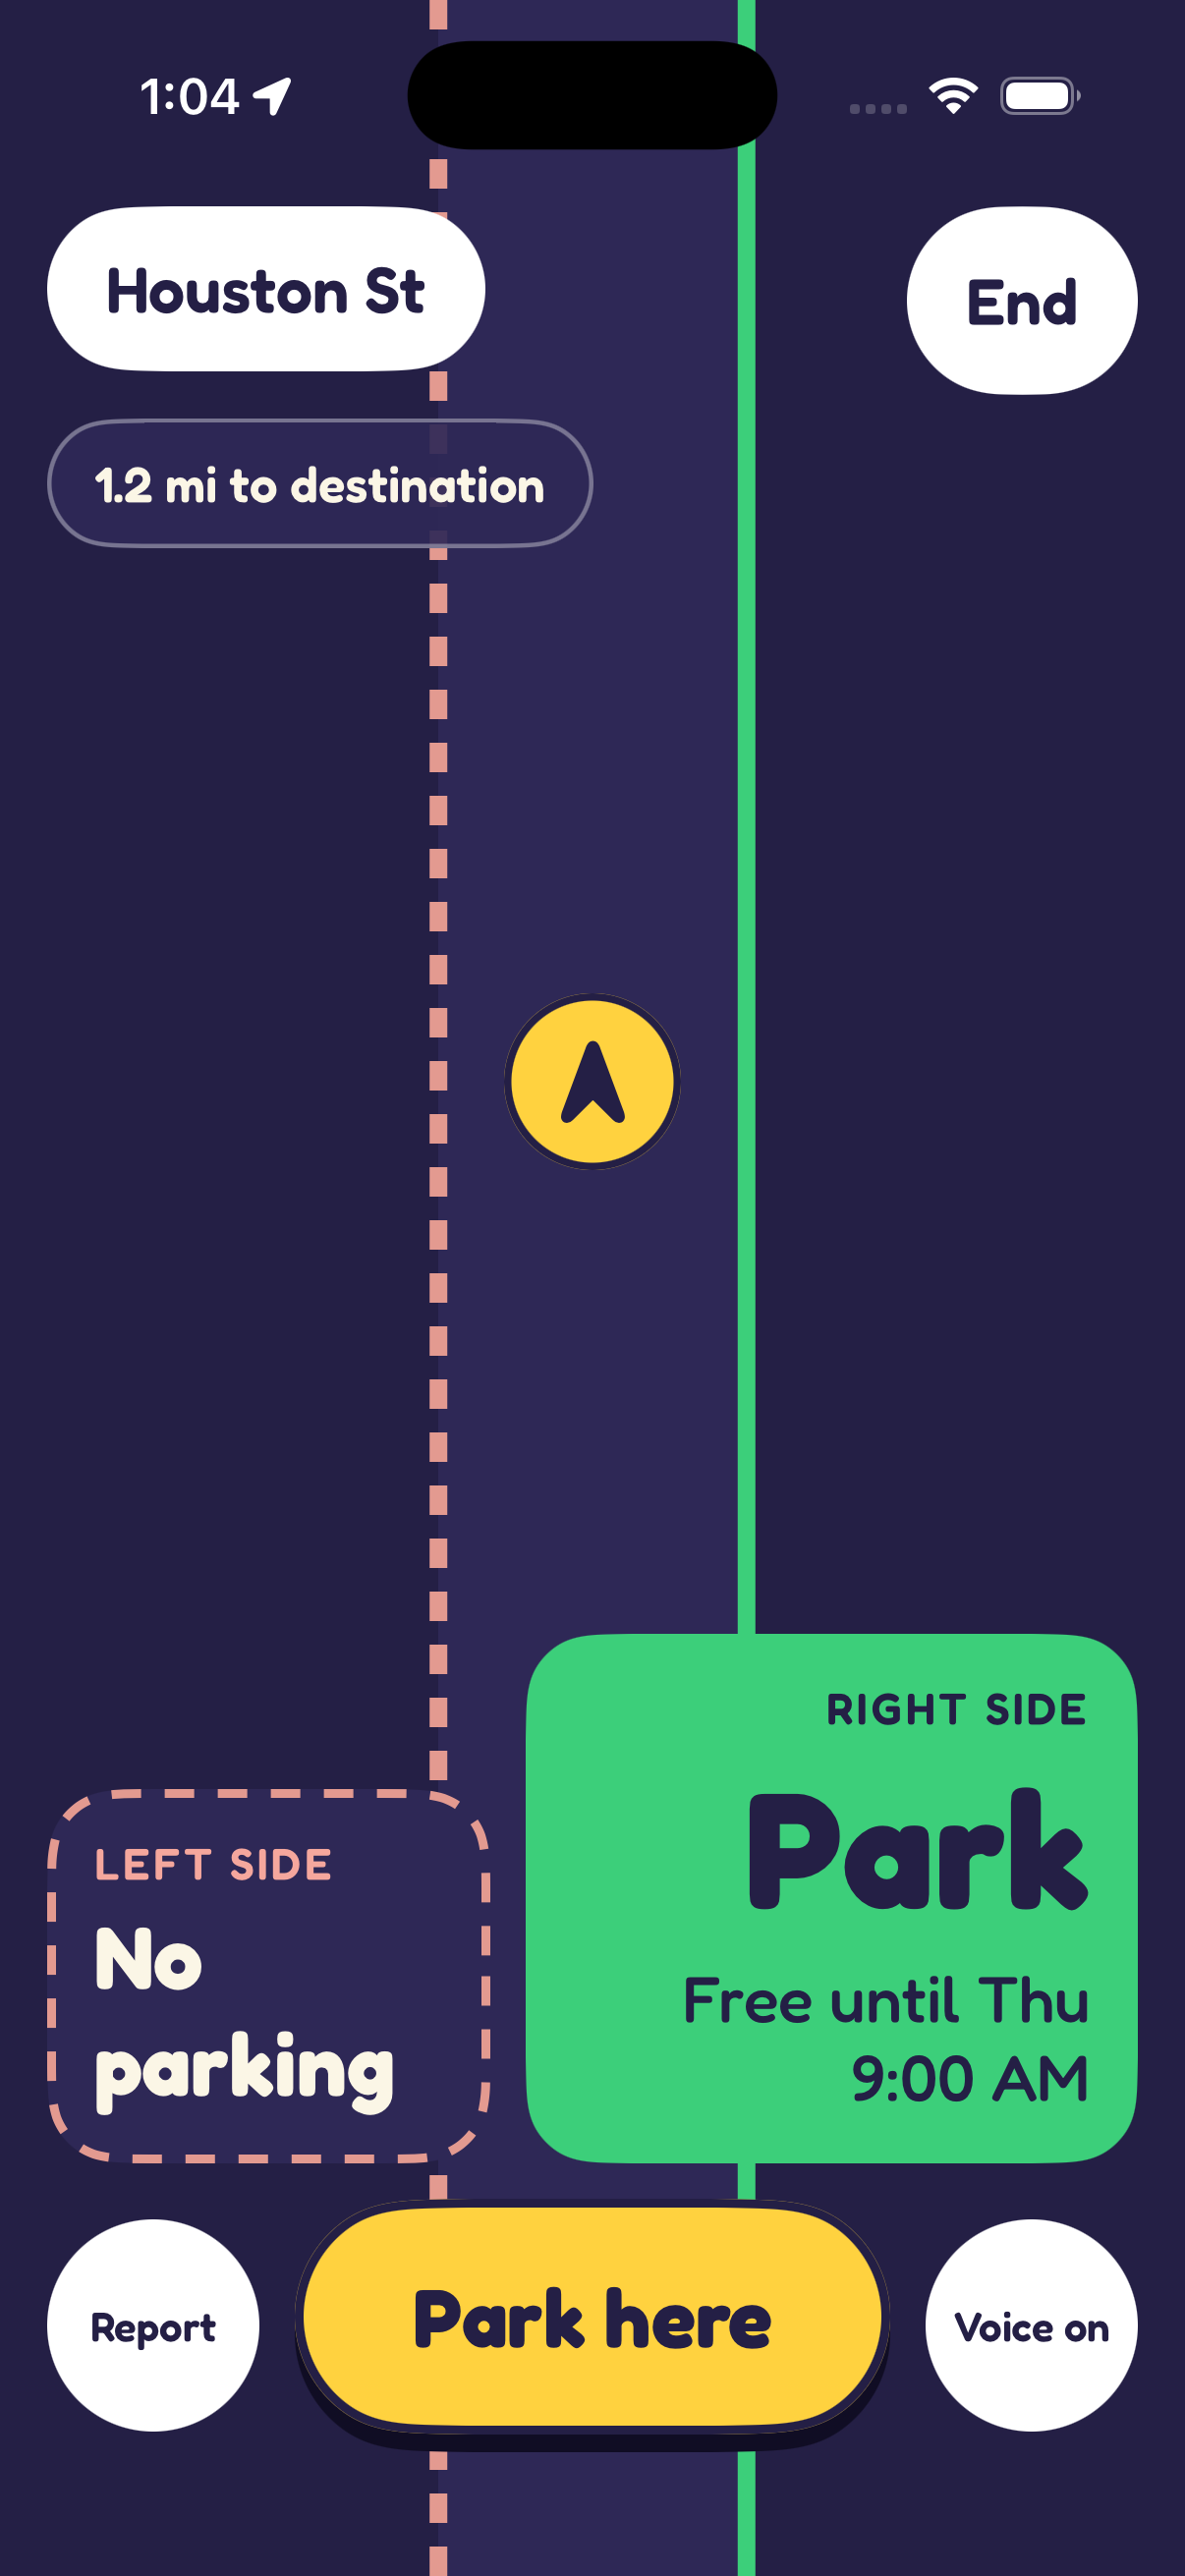 1:04
Houston St
End
1.2 mi to destination
RIGHT SIDE
Park
Free until Thu
9:00 AM
LEFT SIDE
No
parking
Report
Park here
Voice on